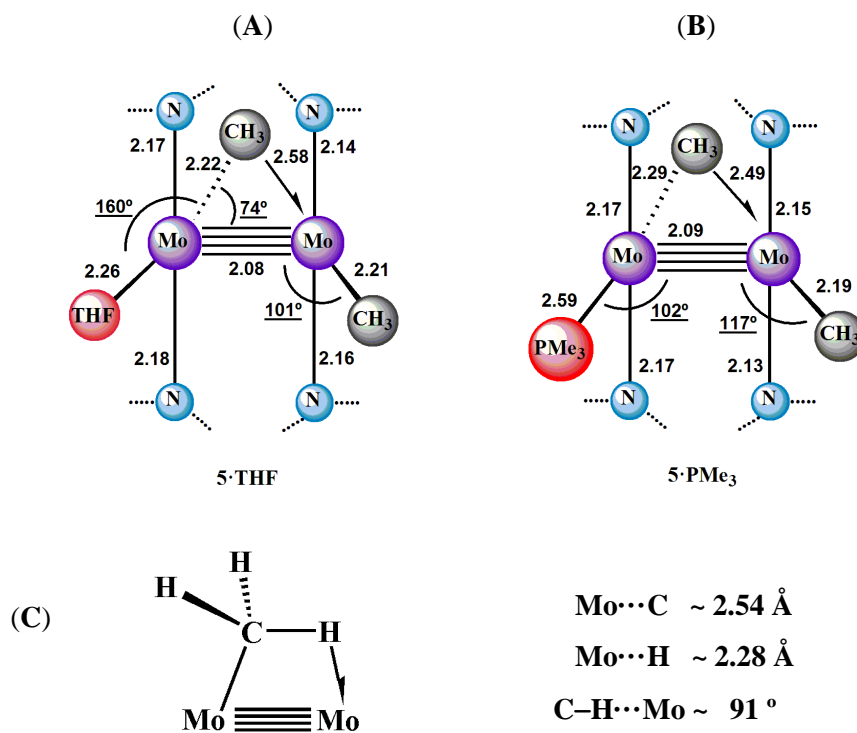 (A)
(B)
N N
CH3
2.17 2.22 2.58 2.14
160º 74º
Mo Mo
2.26 2.08 2.21
THF 101º CH3
2.18 2.16
N N
5·THF
N N
CH3
2.29 2.49
2.17 2.09 2.15
Mo Mo
2.59 102º 117º 2.19
PMe3 CH3
2.17 2.13
N N
5·PMe3
(C)
H
H
C H
Mo Mo
Mo···C ~ 2.54 Å
Mo···H ~ 2.28 Å
C–H···Mo ~ 91 º